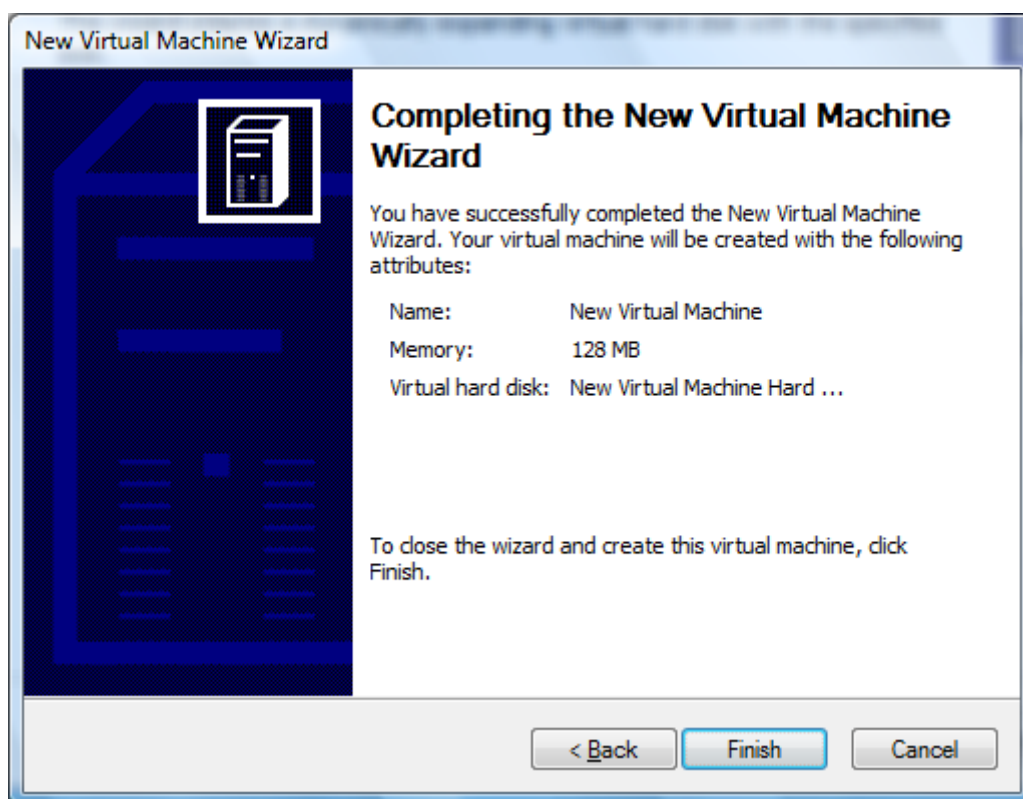 New Virtual Machine Wizard
Completing the New Virtual Machine
Wizard
You have successfully completed the New Virtual Machine
Wizard. Your virtual machine will be created with the following
attributes:
Name: New Virtual Machine
Memory: 128 MB
Virtual hard disk: New Virtual Machine Hard ...
To close the wizard and create this virtual machine, click
Finish.
< Back Finish Cancel